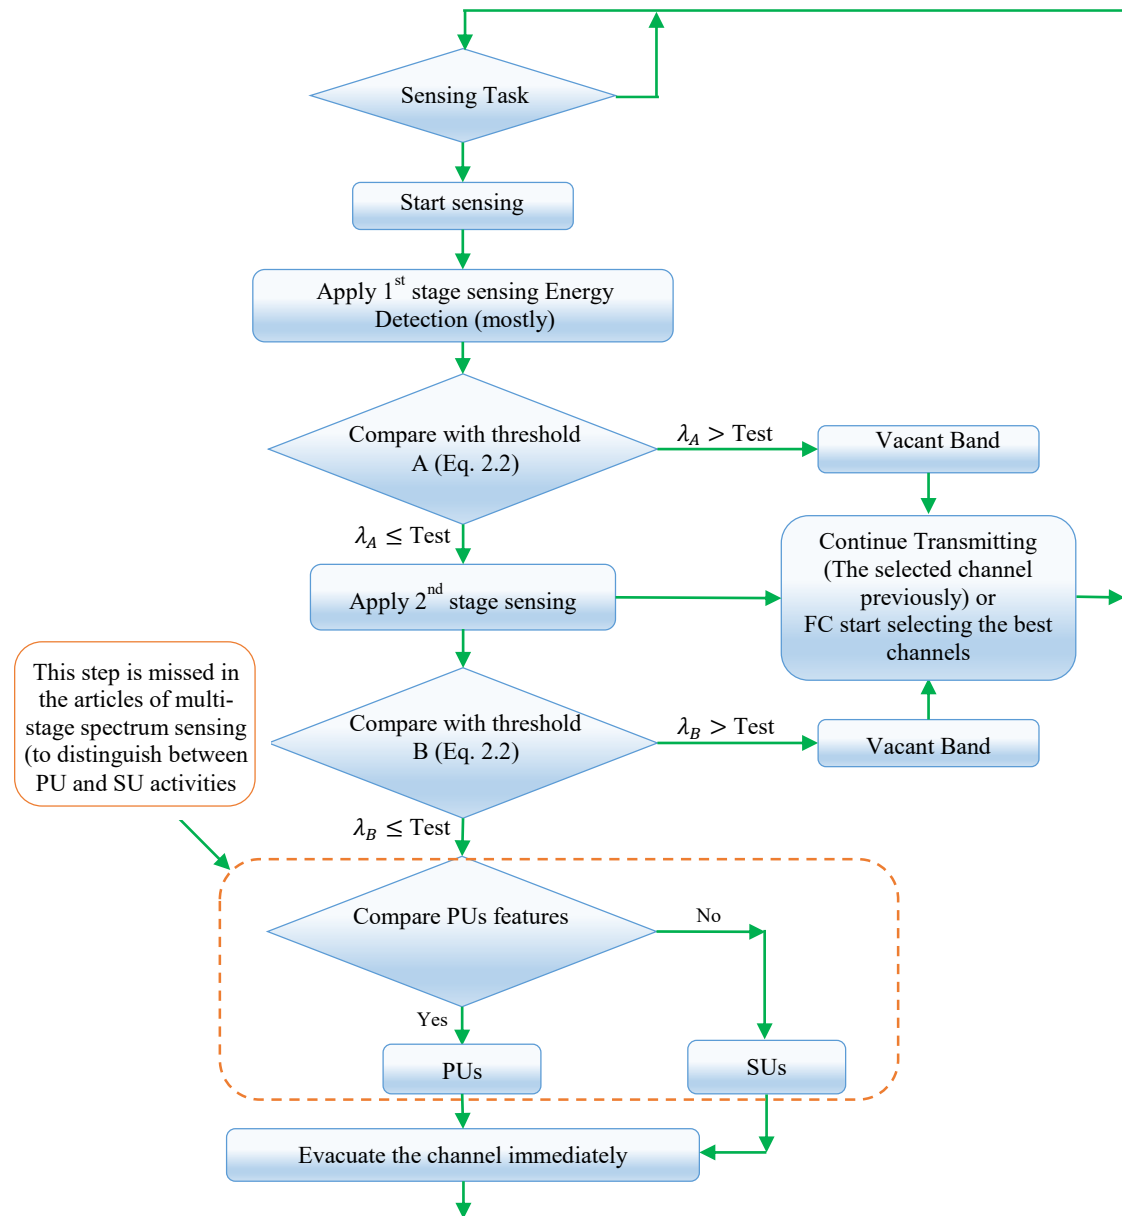 Sensing Task
Start sensing
Apply 1st stage sensing Energy
Detection (mostly)
Compare with threshold
A (Eq. 2.2)
λA > Test
Vacant Band
λA ≤ Test
Continue Transmitting
(The selected channel
previously) or
FC start selecting the best
channels
Apply 2nd stage sensing
This step is missed in
the articles of multi-
stage spectrum sensing
(to distinguish between
PU and SU activities
Compare with threshold
B (Eq. 2.2)
λB > Test
Vacant Band
λB ≤ Test
Compare PUs features
No
Yes
PUs
SUs
Evacuate the channel immediately